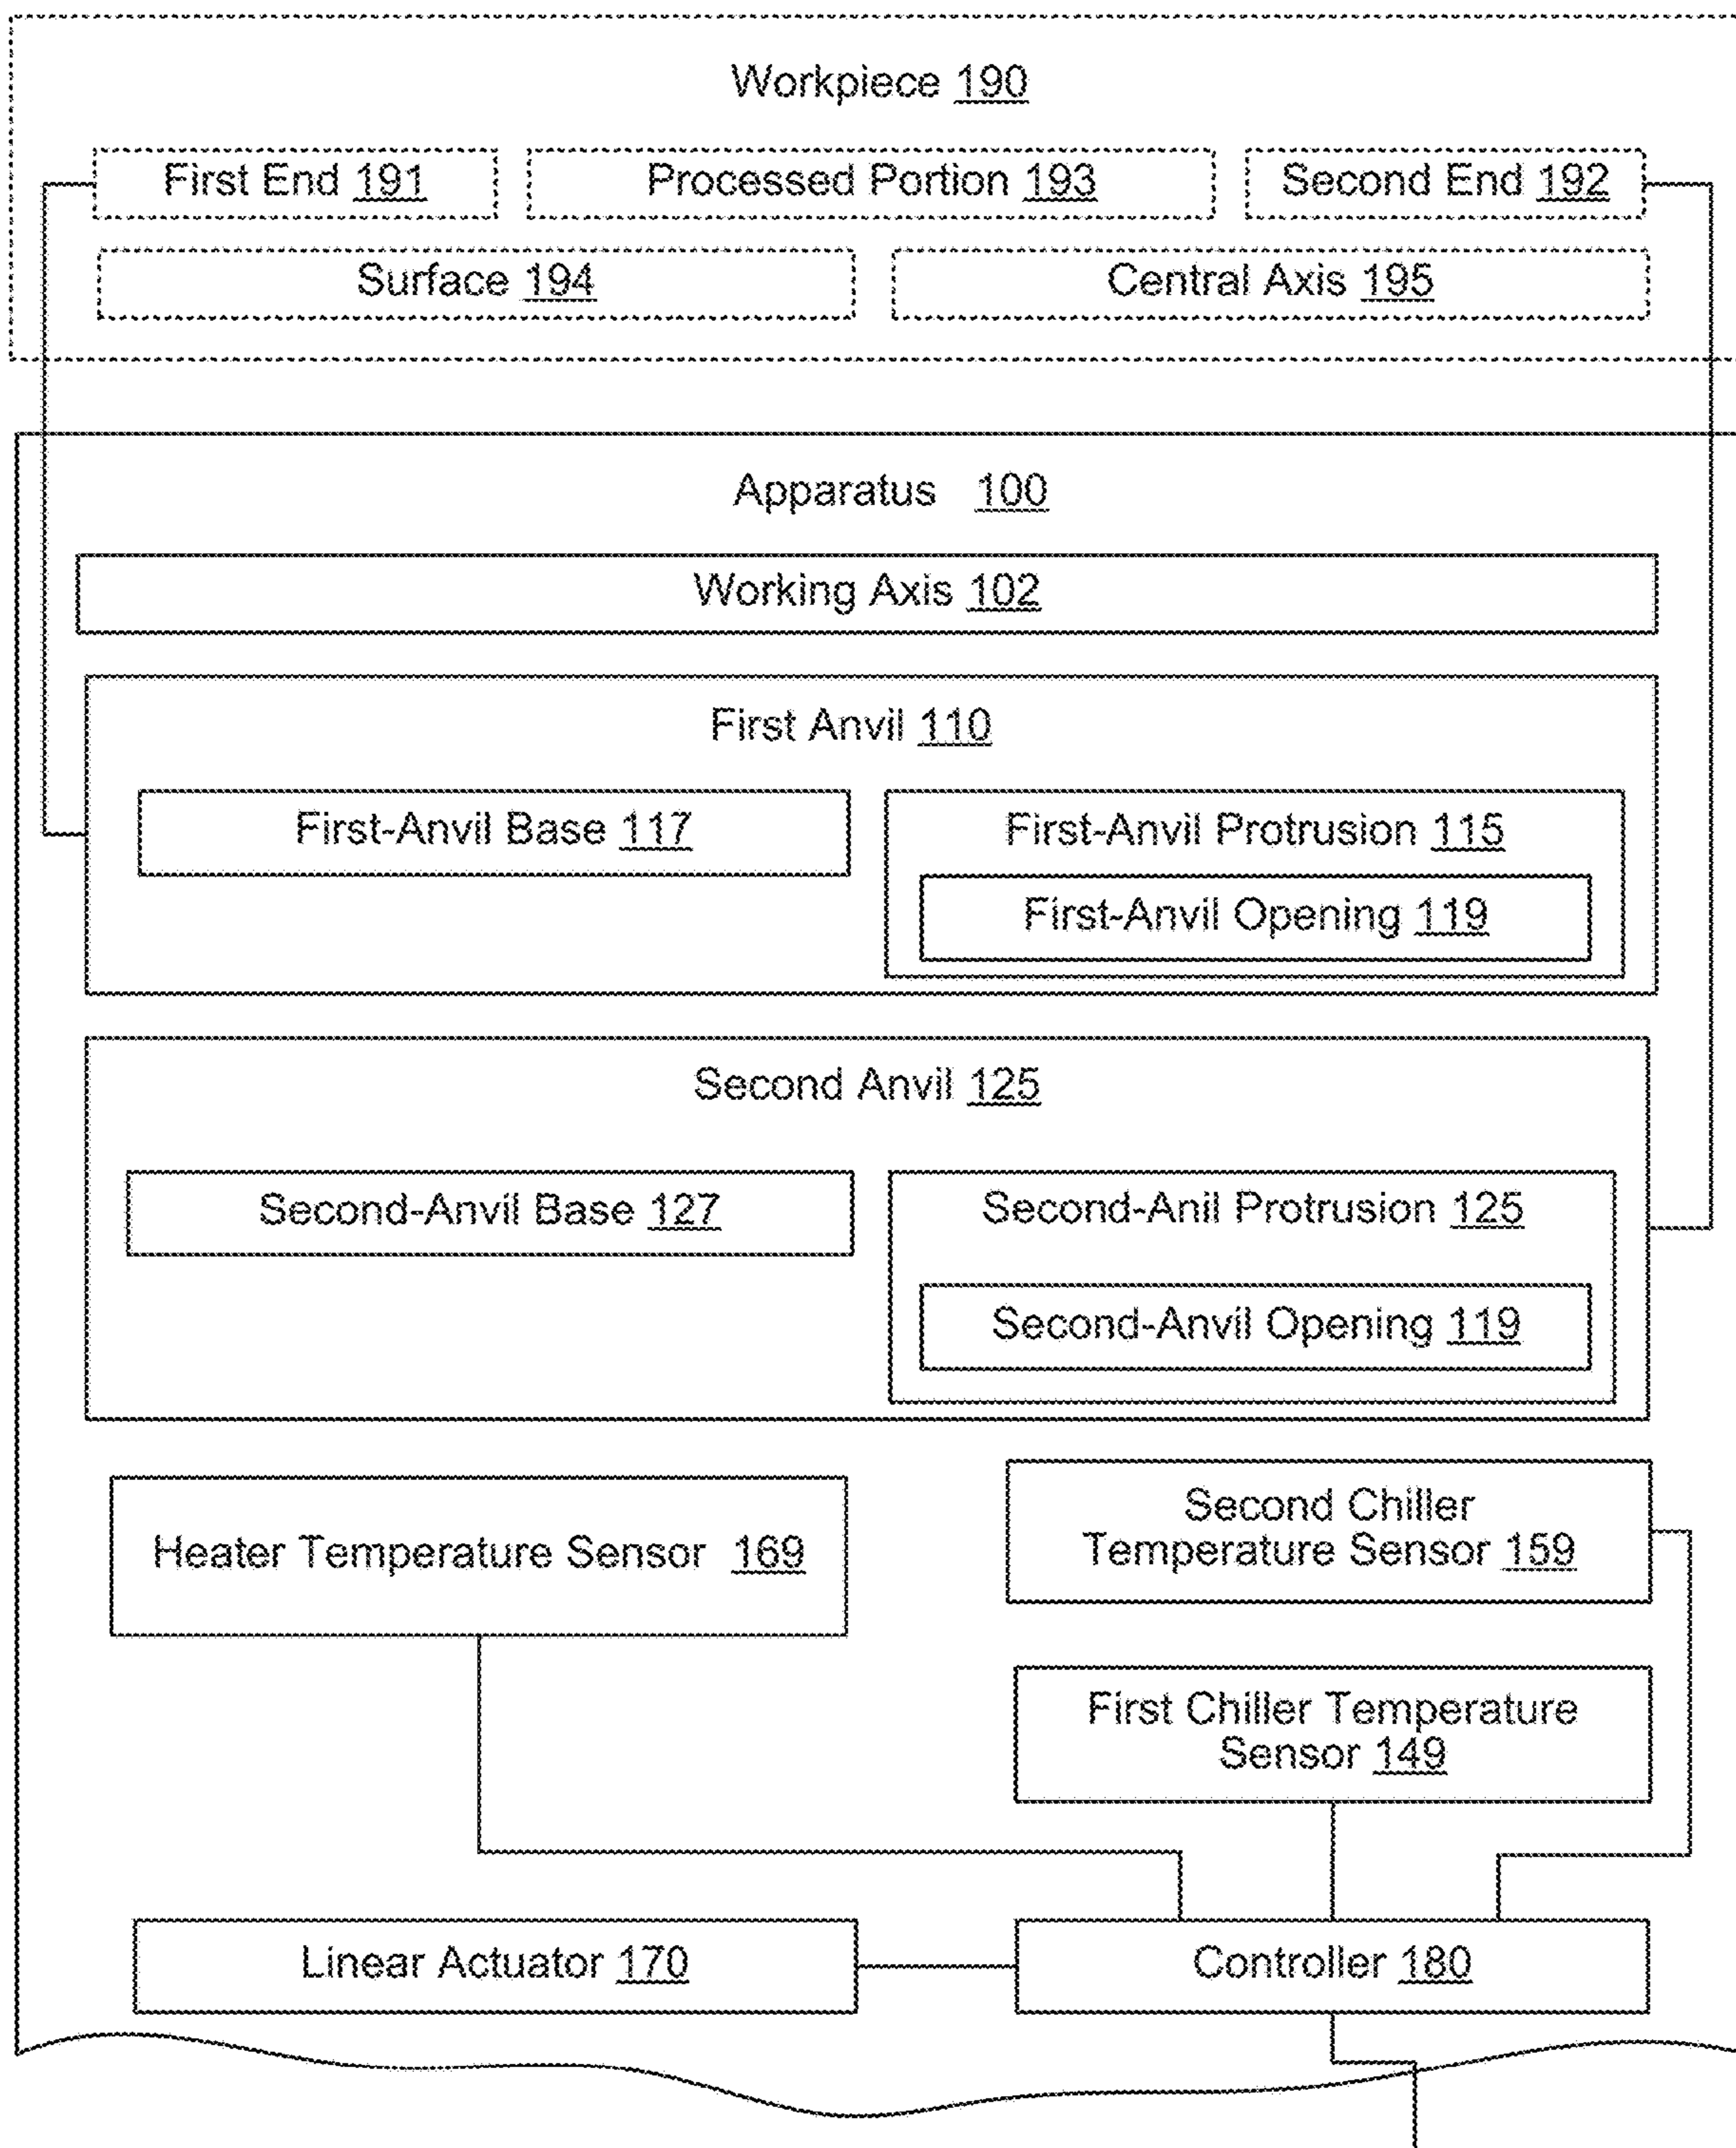 Workpiece 190
First End 191
Processed Portion 193
Second End 192
Surface 194
Central Axis 195
Apparatus 100
Working Axis 102
First Anvil 110
First-Anvil Base 117
First-Anvil Protrusion 115
First-Anvil Opening 119
Second Anvil 125
Second-Anvil Base 127
Second-Anil Protrusion 125
Second-Anvil Opening 119
Heater Temperature Sensor 169
Second Chiller
Temperature Sensor 159
First Chiller Temperature
Sensor 149
Linear Actuator 170
Controller 180